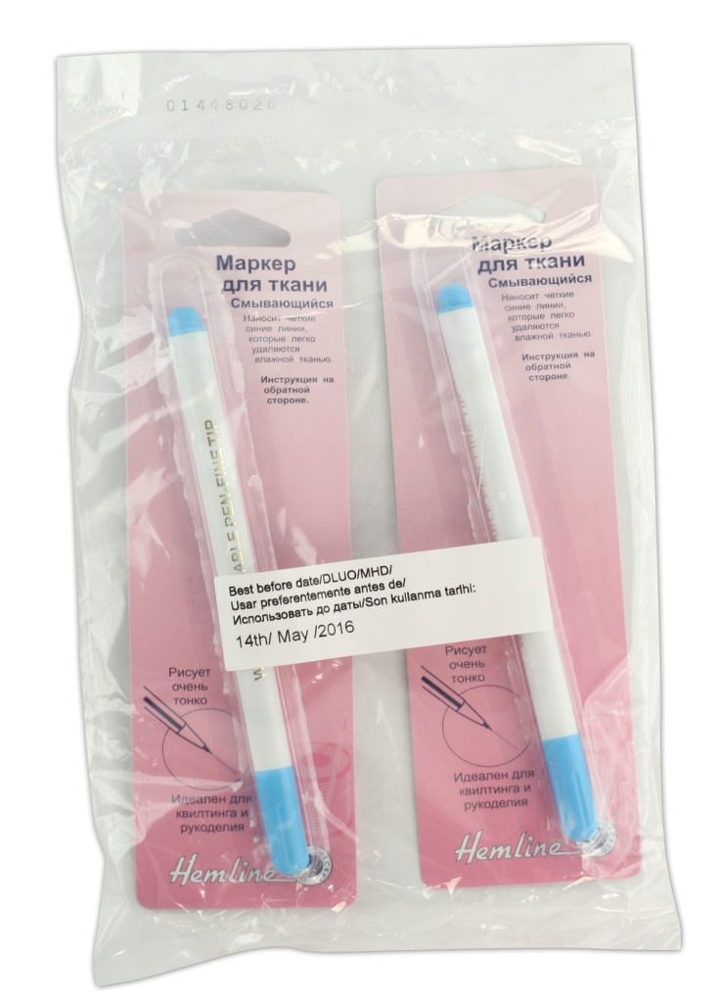 01448026
Маркер
для ткани
Смывающийся
Наносит четкие
синие линии,
которые легко
удаляются
влажной тканью.
Инструкция на
обратной
стороне.
ABLE PEN-FINE TIP
Рисует
очень
тонко
Идеален для
квилтинга и
рукоделия
Hemline
Маркер
для ткани
Смывающийся
Наносит четкие
синие линии,
которые легко
удаляются
влажной тканью.
Инструкция на
обратной
стороне.
Best before date/DLUO/MHD/
Usar preferentemente antes de/
Использовать до даты/Son kullanma tarihi:
14th/ May /2016
Рисует
очень
тонко
Идеален для
квилтинга и
рукоделия
Hemline